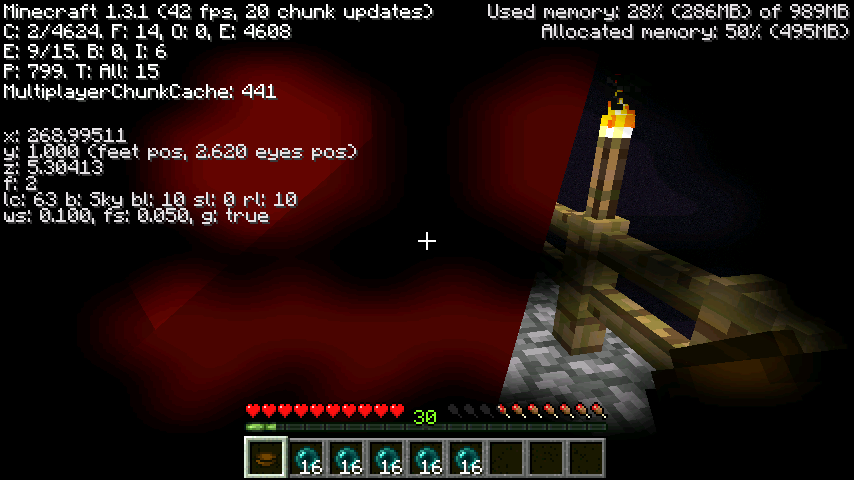 Minecraft 1.3.1 (42 fps, 20 chunk updates)
C: 2/4624. F: 14, O: 0, E: 4608
E: 9/15. B: 0, I: 6
P: 799. T: All: 15
MultiplayerChunkCache: 441
x: 268.99511
y: 1.000 (feet pos, 2.620 eyes pos)
z: 5.30413
f: 2
lc: 63 b: Sky bl: 10 sl: 0 rl: 10
ws: 0.100, fs: 0.050, g: true
Used memory: 28% (286MB) of 989MB
Allocated memory: 50% (495MB)
30
16 16 16 16 16